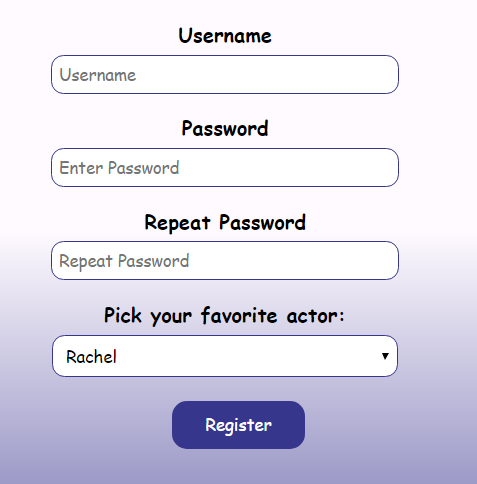 Username
Username
Password
Enter Password
Repeat Password
Repeat Password
Pick your favorite actor:
Rachel
Register